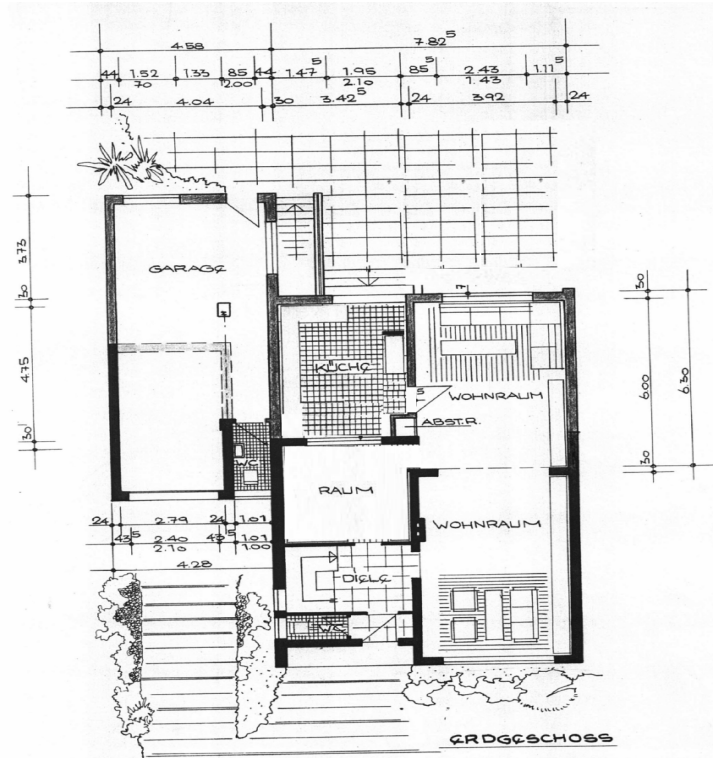 4.58 7.82⁵
44 1.52 1.33 85 44 1.47⁵ 1.95 85⁵ 2.43 1.11⁵
70 2.00 2.10 1.43
24 4.04 30 3.42⁵ 24 3.92 24
3.73
30
4.75
30
GARAGE
KÜCHE
7
5
WOHNRAUM
ABST.R.
WC
RAUM
WOHNRAUM
DIELE
WC
30
6.00
6.30
30
24 2.79 24 1.01
43⁵ 2.40 43⁵ 1.01
2.10 1.00
4.28
ERDGESCHOSS